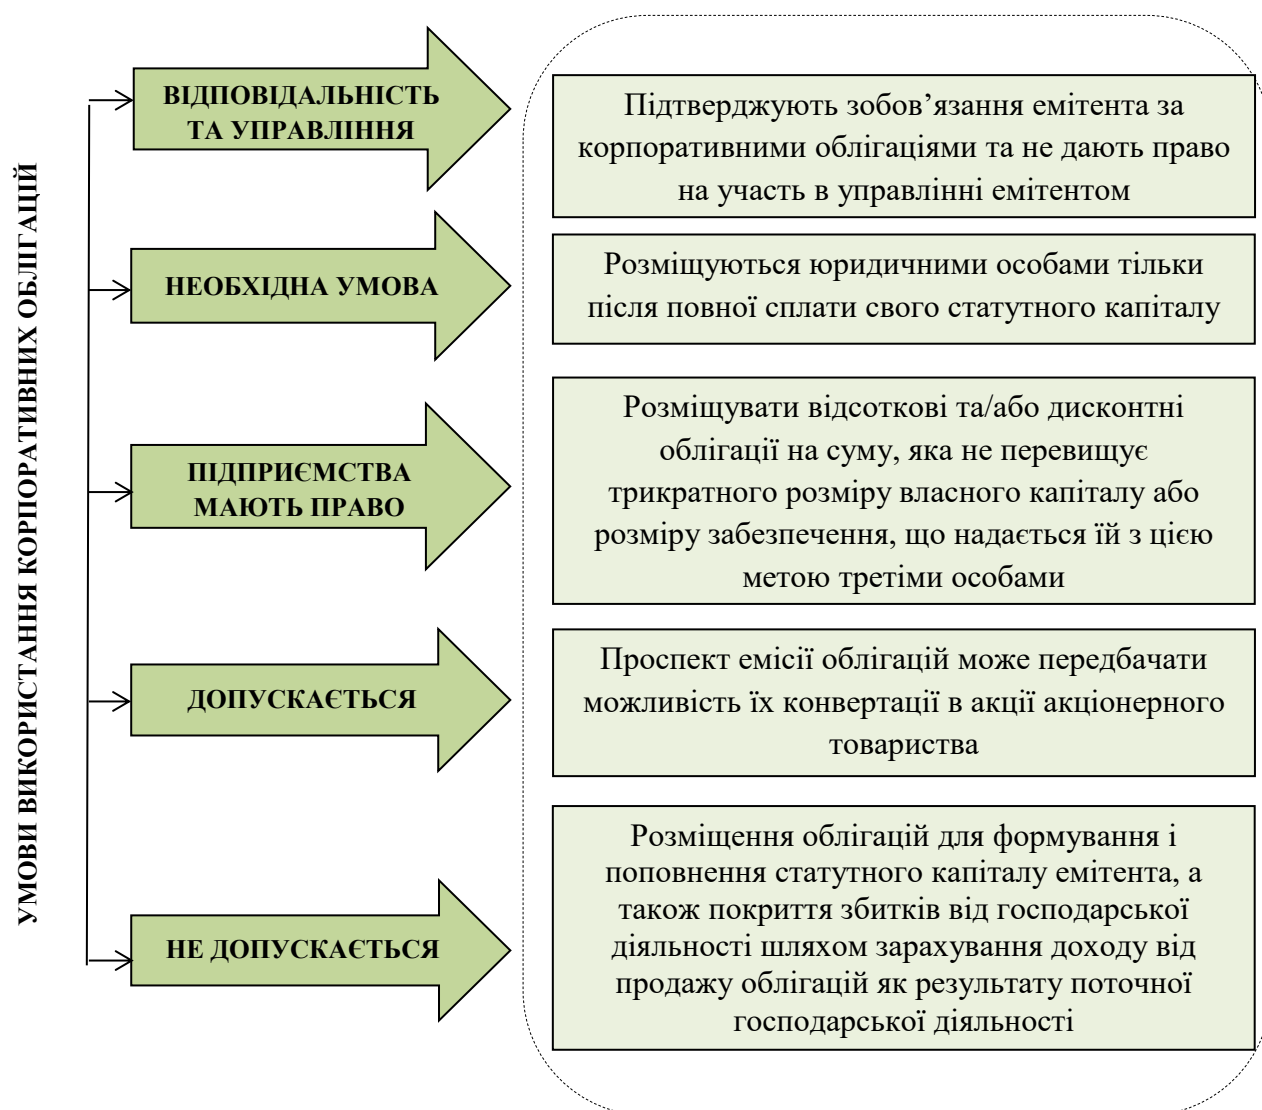 УМОВИ ВИКОРИСТАННЯ КОРПОРАТИВНИХ ОБЛІГАЦІЙ
ВІДПОВІДАЛЬНІСТЬ
ТА УПРАВЛІННЯ
Підтверджують зобов’язання емітента за
корпоративними облігаціями та не дають право
на участь в управлінні емітентом
НЕОБХІДНА УМОВА
Розміщуються юридичними особами тільки
після повної сплати свого статутного капіталу
ПІДПРИЄМСТВА
МАЮТЬ ПРАВО
Розміщувати відсоткові та/або дисконтні
облігації на суму, яка не перевищує
трикратного розміру власного капіталу або
розміру забезпечення, що надається їй з цією
метою третіми особами
ДОПУСКАЄТЬСЯ
Проспект емісії облігацій може передбачати
можливість їх конвертації в акції акціонерного
товариства
НЕ ДОПУСКАЄТЬСЯ
Розміщення облігацій для формування і
поповнення статутного капіталу емітента, а
також покриття збитків від господарської
діяльності шляхом зарахування доходу від
продажу облігацій як результату поточної
господарської діяльності